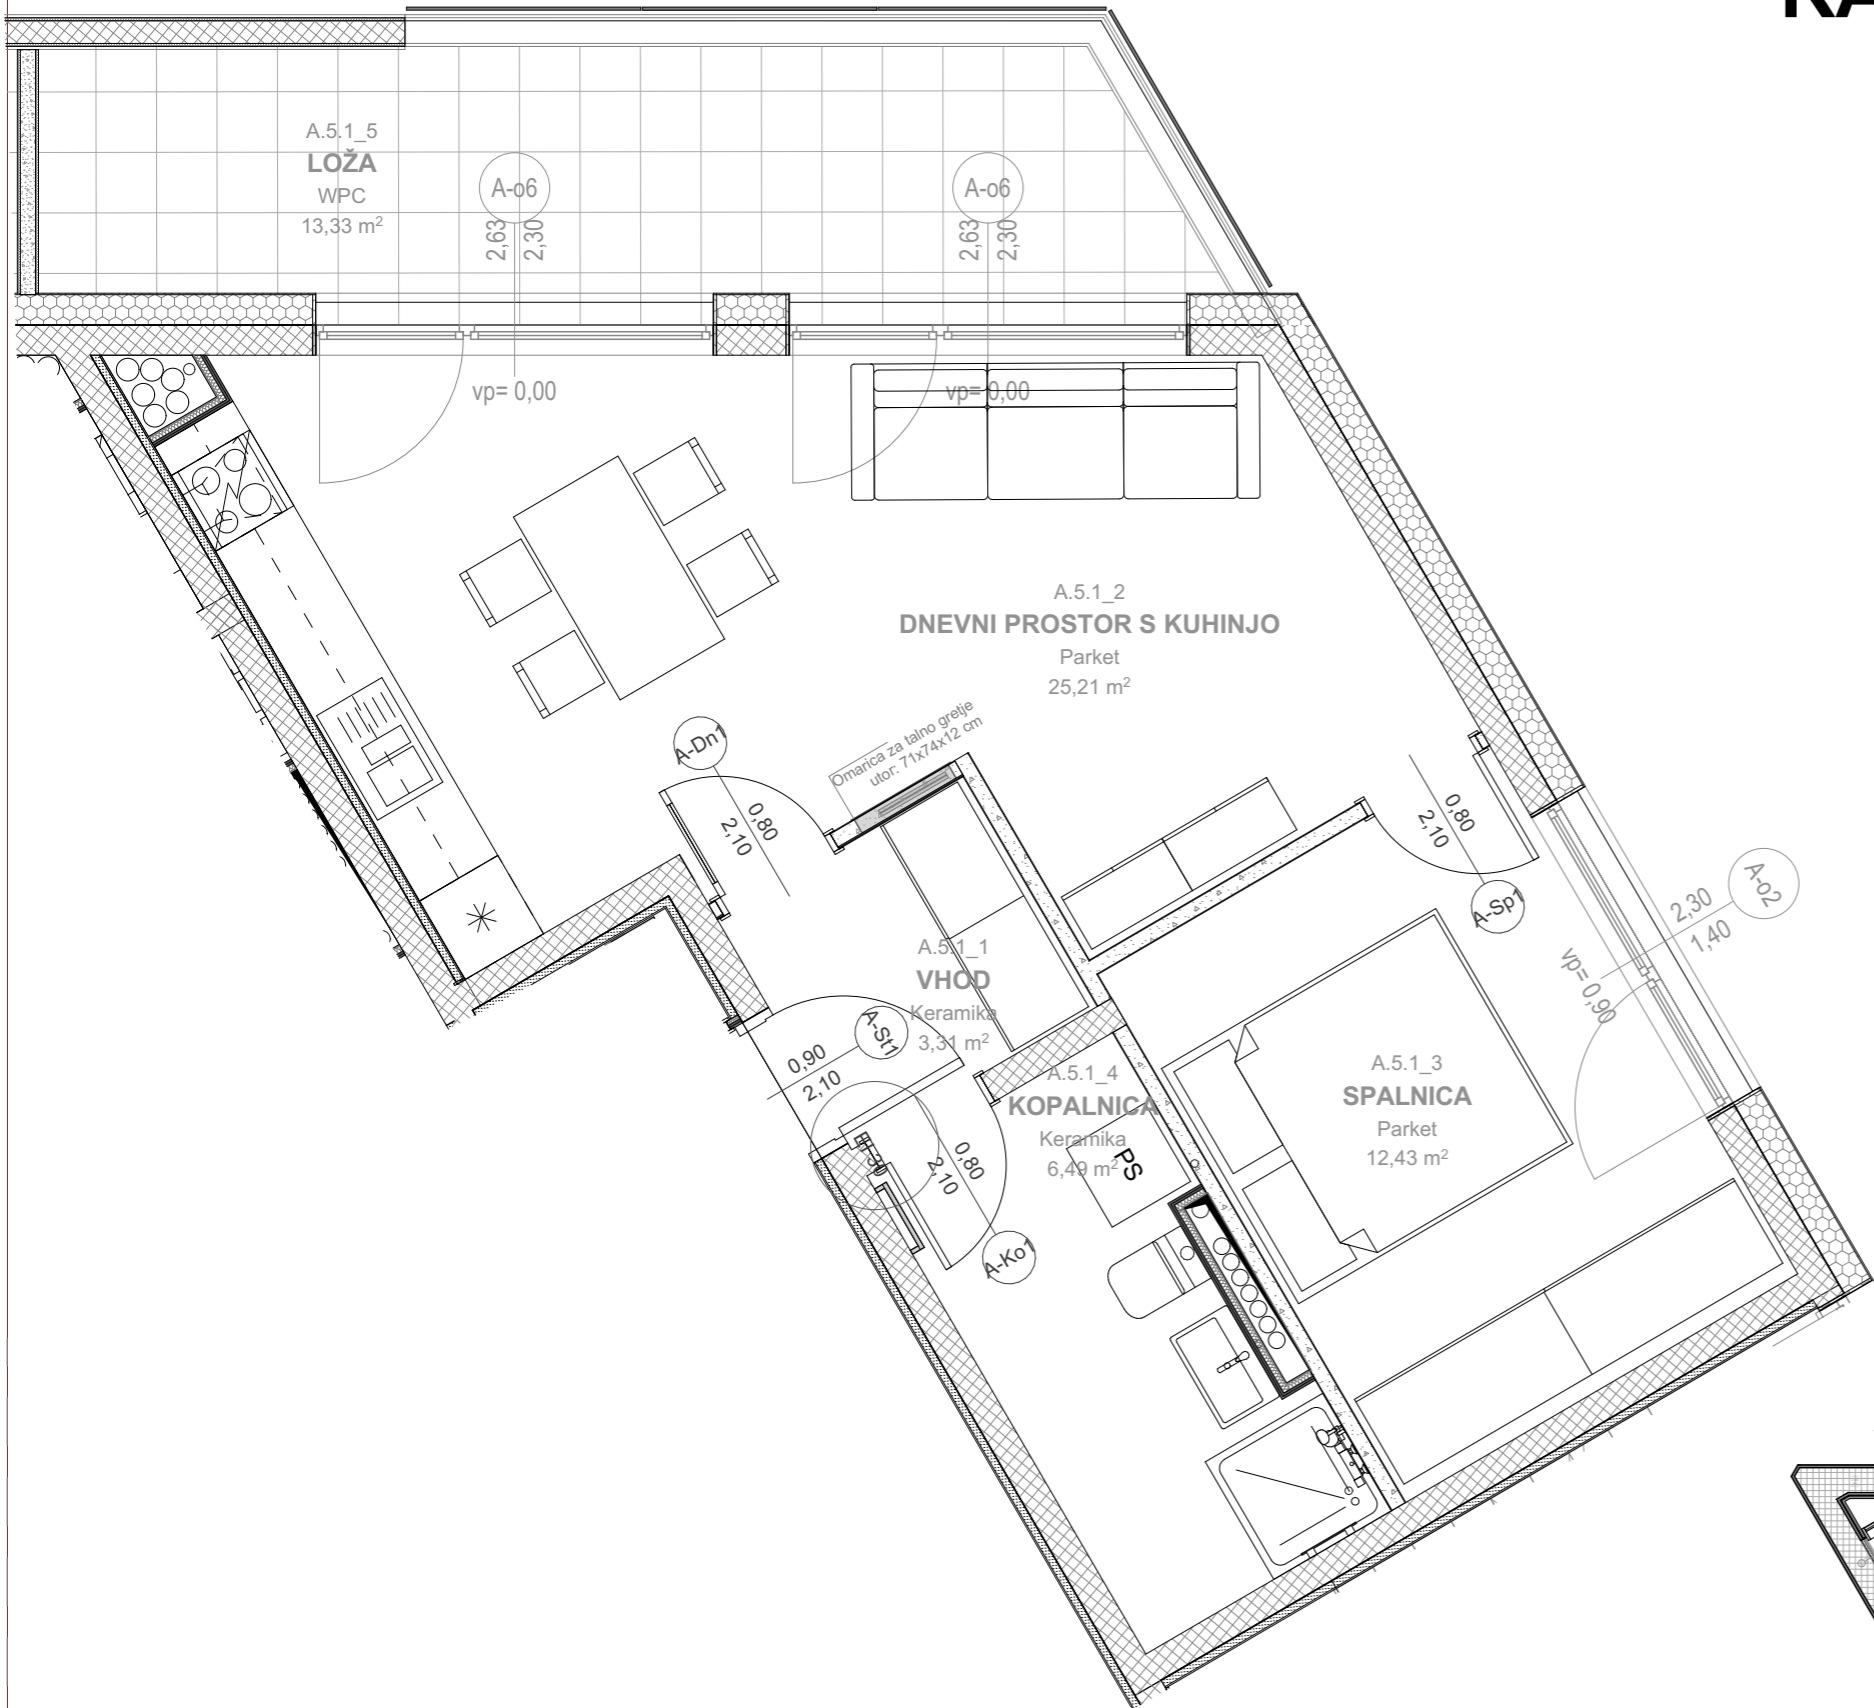 A.5.1_5
LOŽA
WPC
13,33 m²
A-o6
2,63
2,30
A-o6
2,63
2,30
vp= 0,00
vp= 0,00
A.5.1_2
DNEVNI PROSTOR S KUHINJO
Parket
25,21 m²
Omarica za talno gretje
utor: 71x74x12 cm
A-Dn1
0,80
2,10
0,80
2,10
A-Sp1
A-o2
2,30
1,40
vp= 0,90
A.5.1_1
VHOD
Keramika
3,31 m²
A-St1
0,90
2,10
A.5.1_4
KOPALNICA
Keramika
6,49 m²
PS
A.5.1_3
SPALNICA
Parket
12,43 m²
0,80
2,10
A-Ko1